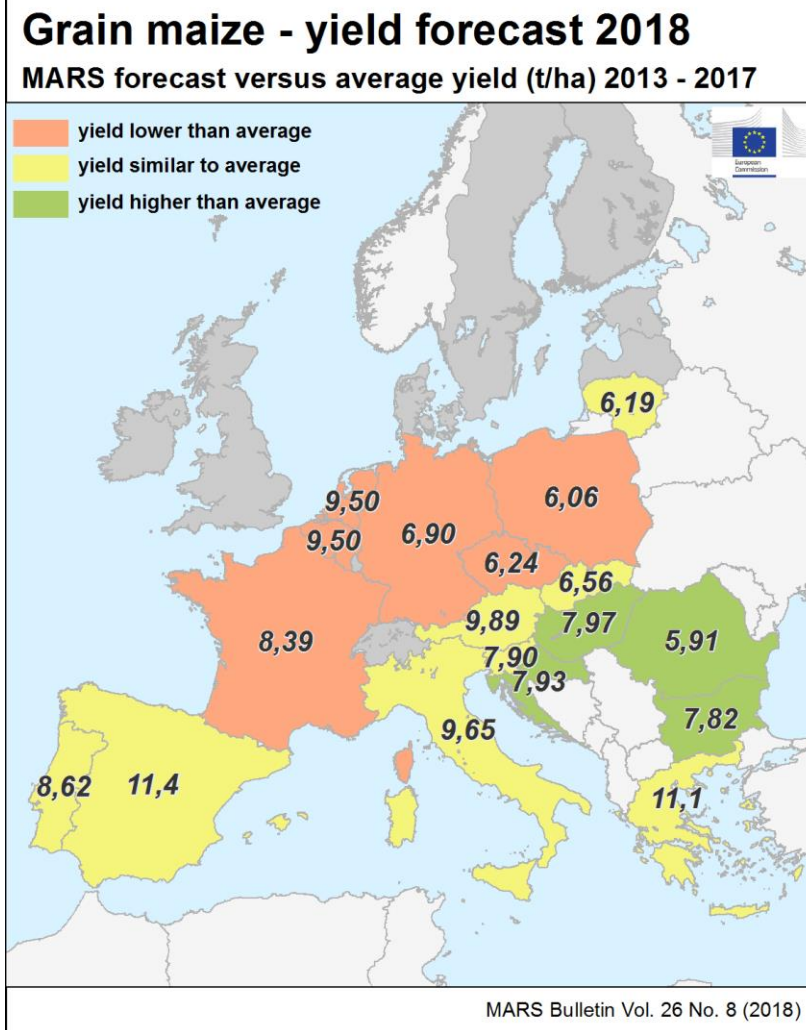 Grain maize - yield forecast 2018
MARS forecast versus average yield (t/ha) 2013 - 2017
yield lower than average
yield similar to average
yield higher than average
European
Commission
6,19
9,50
6,06
9,50
6,90
6,24
6,56
9,89
7,97
8,39
5,91
7,90
7,93
7,82
9,65
8,62
11,4
11,1
MARS Bulletin Vol. 26 No. 8 (2018)